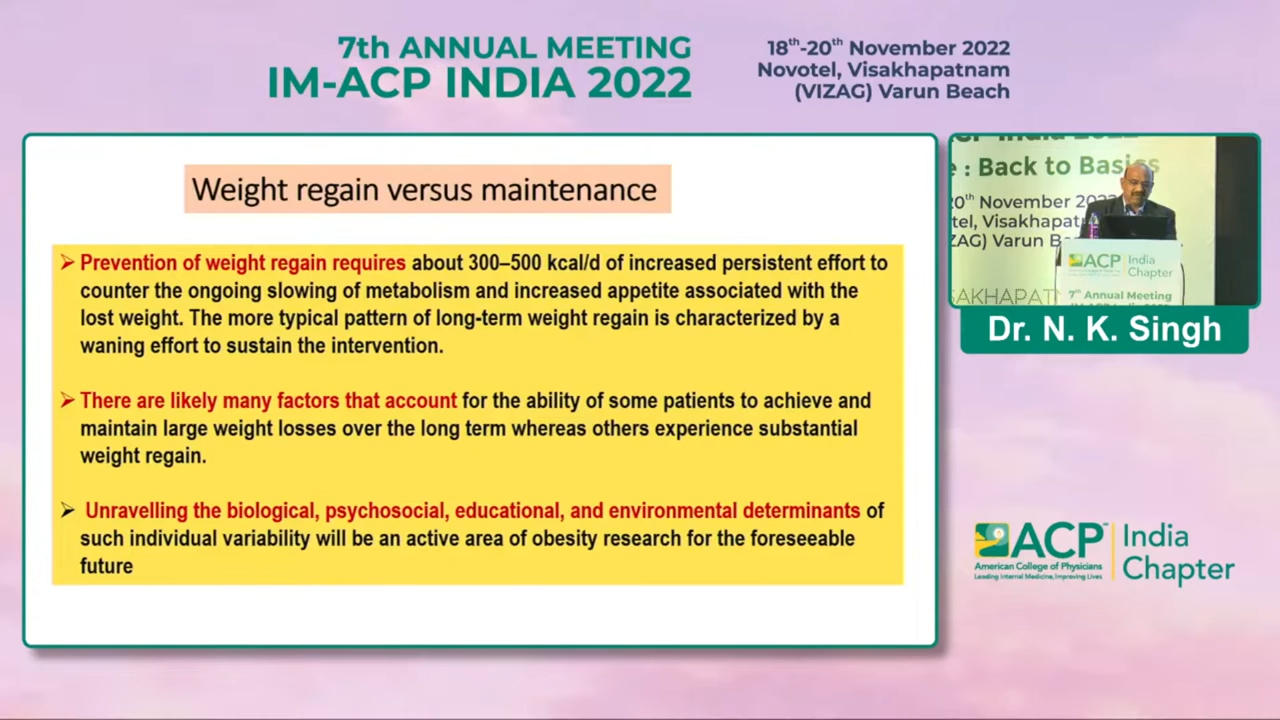 7th ANNUAL MEETING
IM-ACP INDIA 2022
18th-20th November 2022
Novotel, Visakhapatnam
(VIZAG) Varun Beach
Weight regain versus maintenance
➢ Prevention of weight regain requires about 300–500 kcal/d of increased persistent effort to
counter the ongoing slowing of metabolism and increased appetite associated with the
lost weight. The more typical pattern of long-term weight regain is characterized by a
waning effort to sustain the intervention.
➢ There are likely many factors that account for the ability of some patients to achieve and
maintain large weight losses over the long term whereas others experience substantial
weight regain.
➢ Unravelling the biological, psychosocial, educational, and environmental determinants of
such individual variability will be an active area of obesity research for the foreseeable
future
: Back to Basics
November
Varun
ACP India
Chapter
7th Annual Meeting
Dr. N. K. Singh
ACP
American College of Physicians
Leading Internal Medicine, Improving Lives
India
Chapter